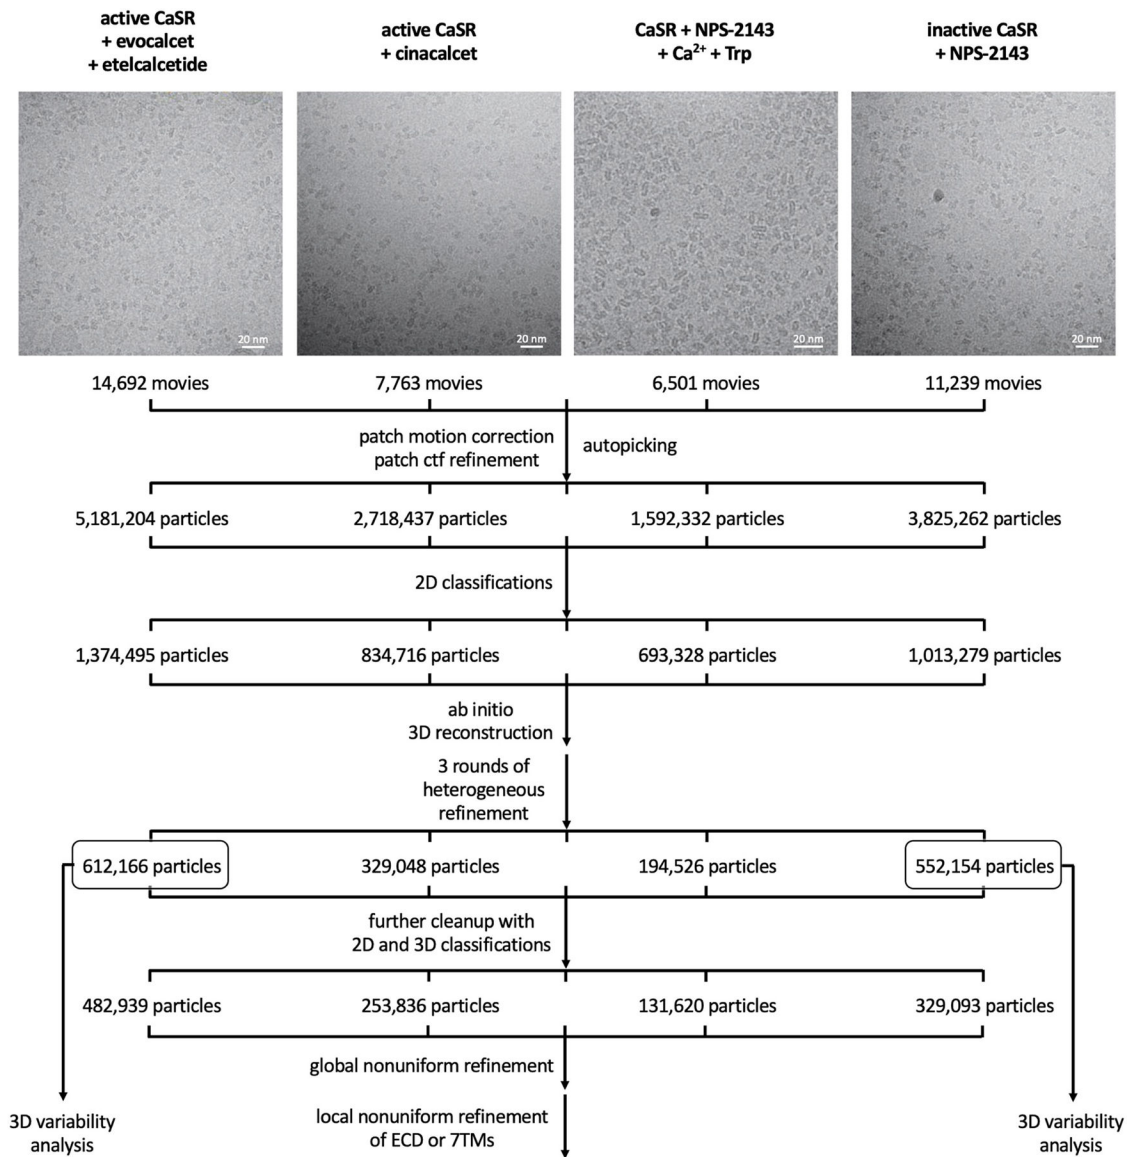 active CaSR
+ evocalcet
+ etelcalcetide
active CaSR
+ cinacalcet
CaSR + NPS-2143
+ Ca²⁺ + Trp
inactive CaSR
+ NPS-2143
20 nm
20 nm
20 nm
20 nm
14,692 movies
7,763 movies
6,501 movies
11,239 movies
patch motion correction
patch ctf refinement
autopicking
5,181,204 particles
2,718,437 particles
1,592,332 particles
3,825,262 particles
2D classifications
1,374,495 particles
834,716 particles
693,328 particles
1,013,279 particles
ab initio
3D reconstruction
3 rounds of
heterogeneous
refinement
612,166 particles
329,048 particles
194,526 particles
552,154 particles
further cleanup with
2D and 3D classifications
482,939 particles
253,836 particles
131,620 particles
329,093 particles
global nonuniform refinement
local nonuniform refinement
of ECD or 7TMs
3D variability
analysis
3D variability
analysis